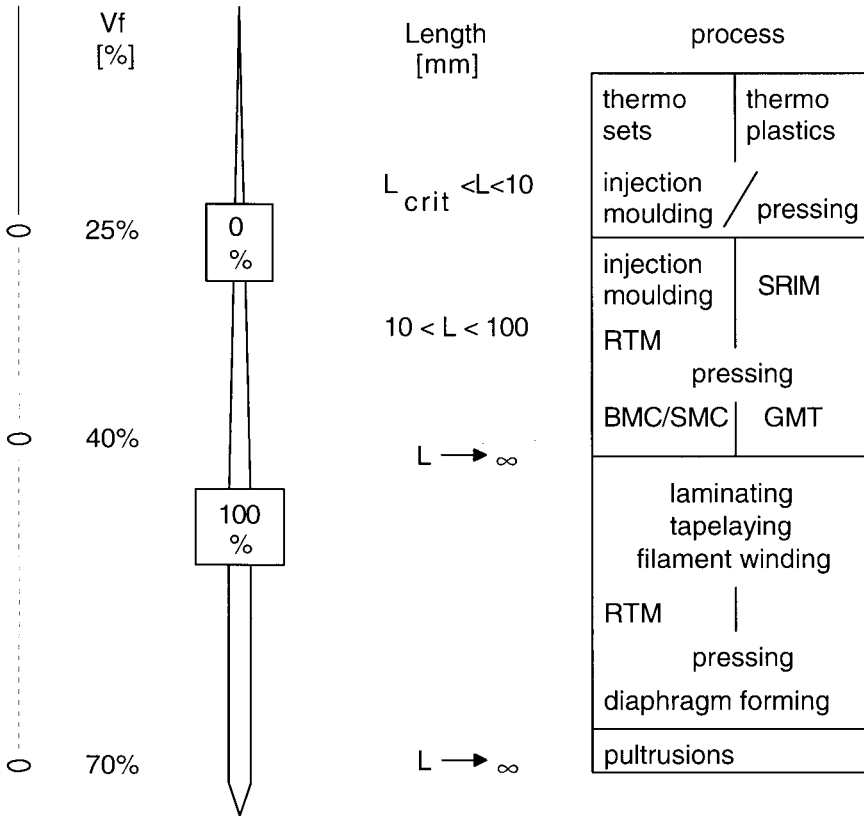 Vf
[%]
Length
[mm]
process
thermo
sets
thermo
plastics
L crit <L<10
injection
moulding
/
pressing
25%
0
%
injection
moulding
SRIM
10 < L < 100
RTM
pressing
40%
BMC/SMC
GMT
L → ∞
100
%
laminating
tapelaying
filament winding
RTM
pressing
diaphragm forming
70%
L → ∞
pultrusions